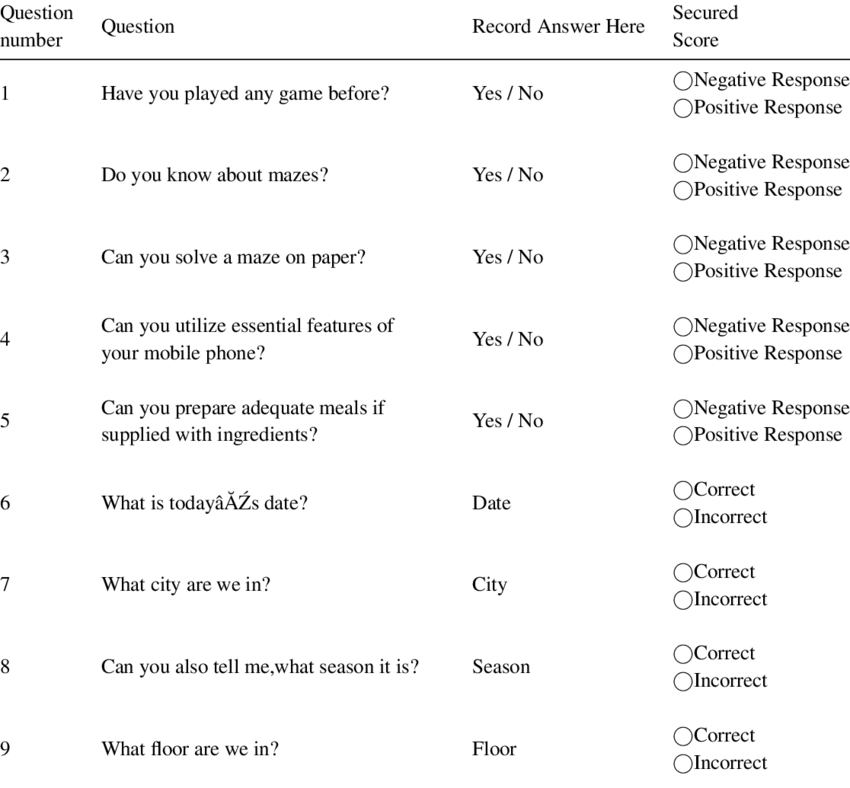 Question number Question Record Answer Here Secured Score
1 Have you played any game before? Yes / No ◯Negative Response
◯Positive Response
2 Do you know about mazes? Yes / No ◯Negative Response
◯Positive Response
3 Can you solve a maze on paper? Yes / No ◯Negative Response
◯Positive Response
4 Can you utilize essential features of
your mobile phone? Yes / No ◯Negative Response
◯Positive Response
5 Can you prepare adequate meals if
supplied with ingredients? Yes / No ◯Negative Response
◯Positive Response
6 What is todayâĂŹs date? Date ◯Correct
◯Incorrect
7 What city are we in? City ◯Correct
◯Incorrect
8 Can you also tell me,what season it is? Season ◯Correct
◯Incorrect
9 What floor are we in? Floor ◯Correct
◯Incorrect